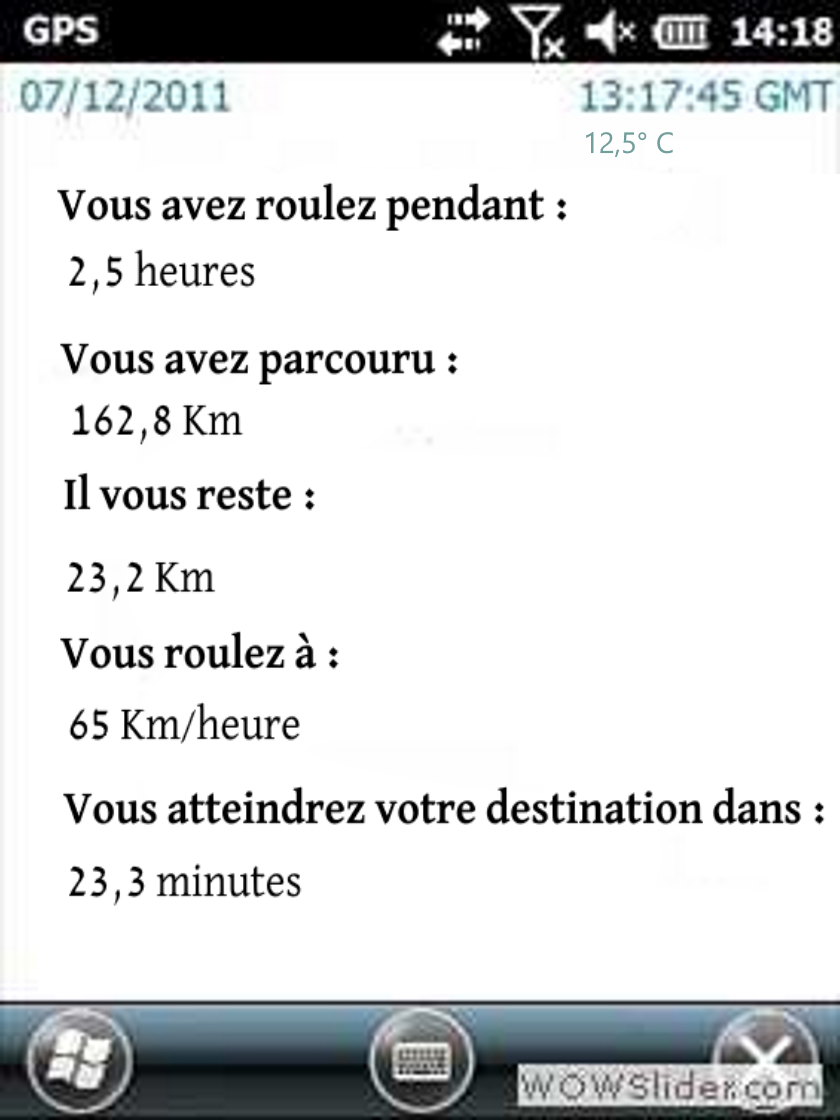 GPS 14:18
07/12/2011 13:17:45 GMT
12,5° C
Vous avez roulez pendant :
2,5 heures
Vous avez parcouru :
162,8 Km
Il vous reste :
23,2 Km
Vous roulez à :
65 Km/heure
Vous atteindrez votre destination dans :
23,3 minutes
WOWSlider.com